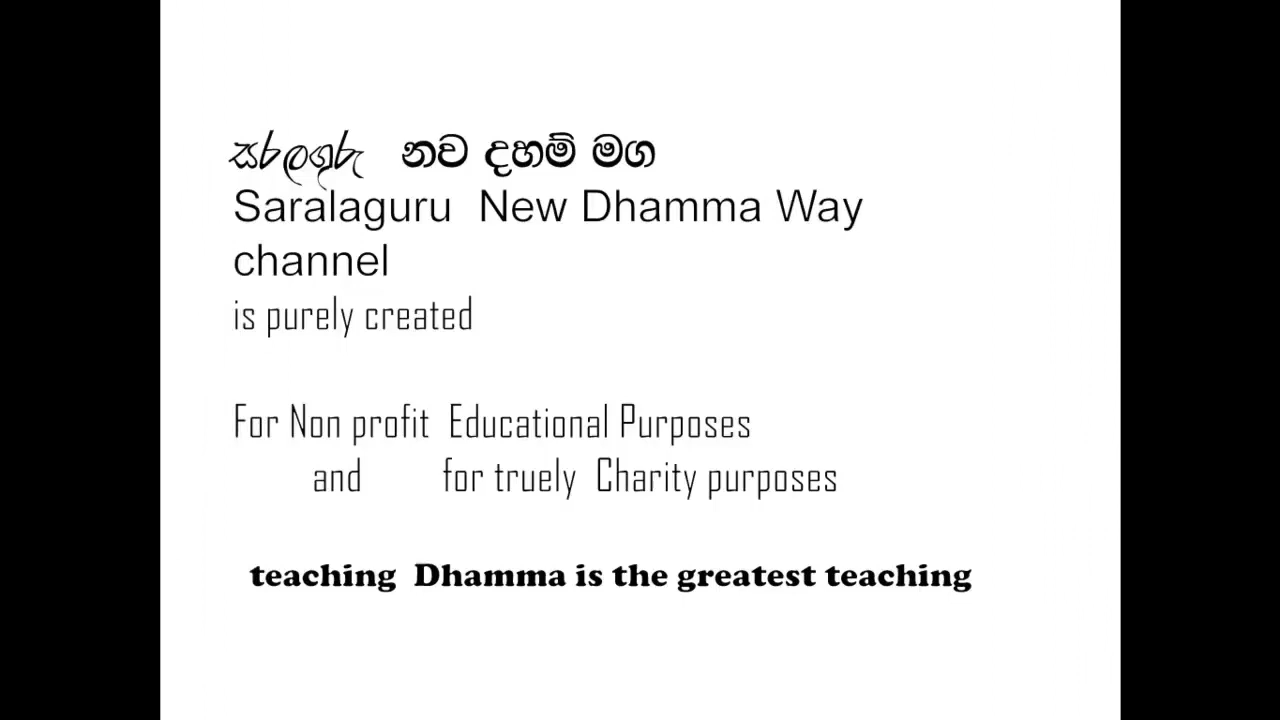 සරලගුරු නව දහම් මග
Saralaguru New Dhamma Way
channel
is purely created
For Non profit Educational Purposes
and for truely Charity purposes
teaching Dhamma is the greatest teaching